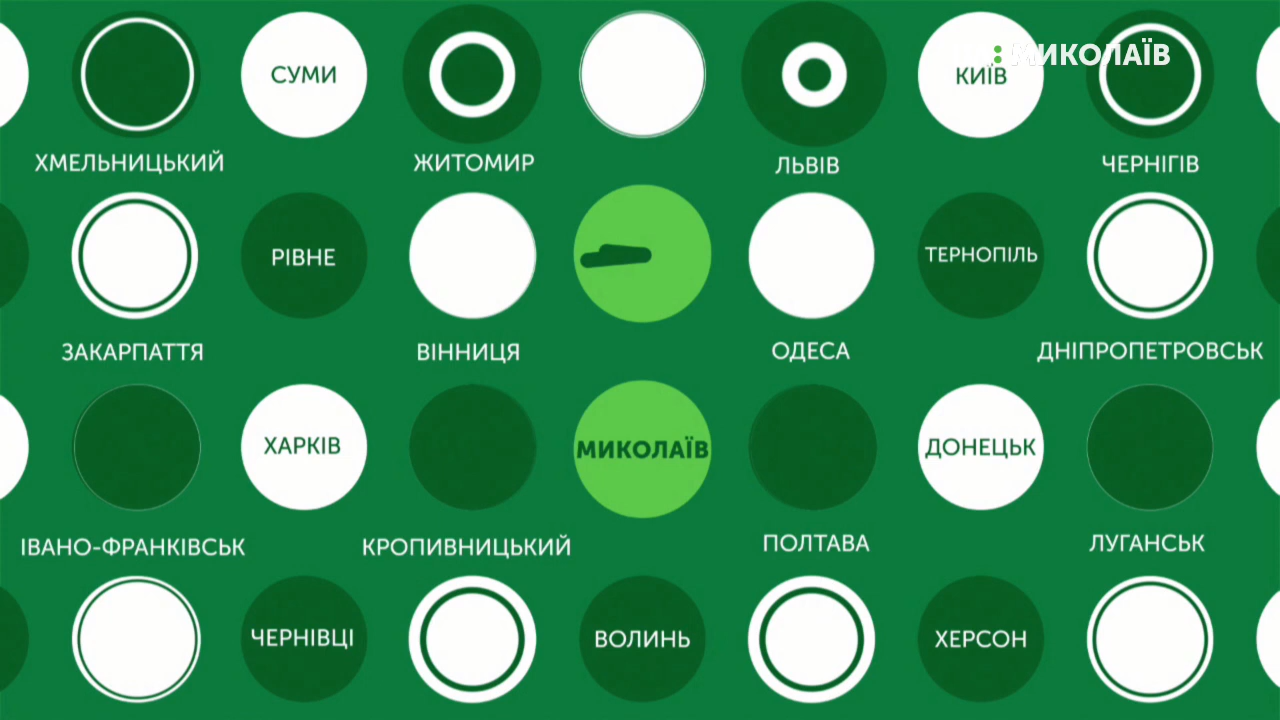 :МИКОЛАЇВ
СУМИ
КИЇВ
ХМЕЛЬНИЦЬКИЙ
ЖИТОМИР
ЛЬВІВ
ЧЕРНІГІВ
РІВНЕ
ТЕРНОПІЛЬ
ЗАКАРПАТТЯ
ВІННИЦЯ
ОДЕСА
ДНІПРОПЕТРОВСЬК
ХАРКІВ
МИКОЛАЇВ
ДОНЕЦЬК
ІВАНО-ФРАНКІВСЬК
КРОПИВНИЦЬКИЙ
ПОЛТАВА
ЛУГАНСЬК
ЧЕРНІВЦІ
ВОЛИНЬ
ХЕРСОН